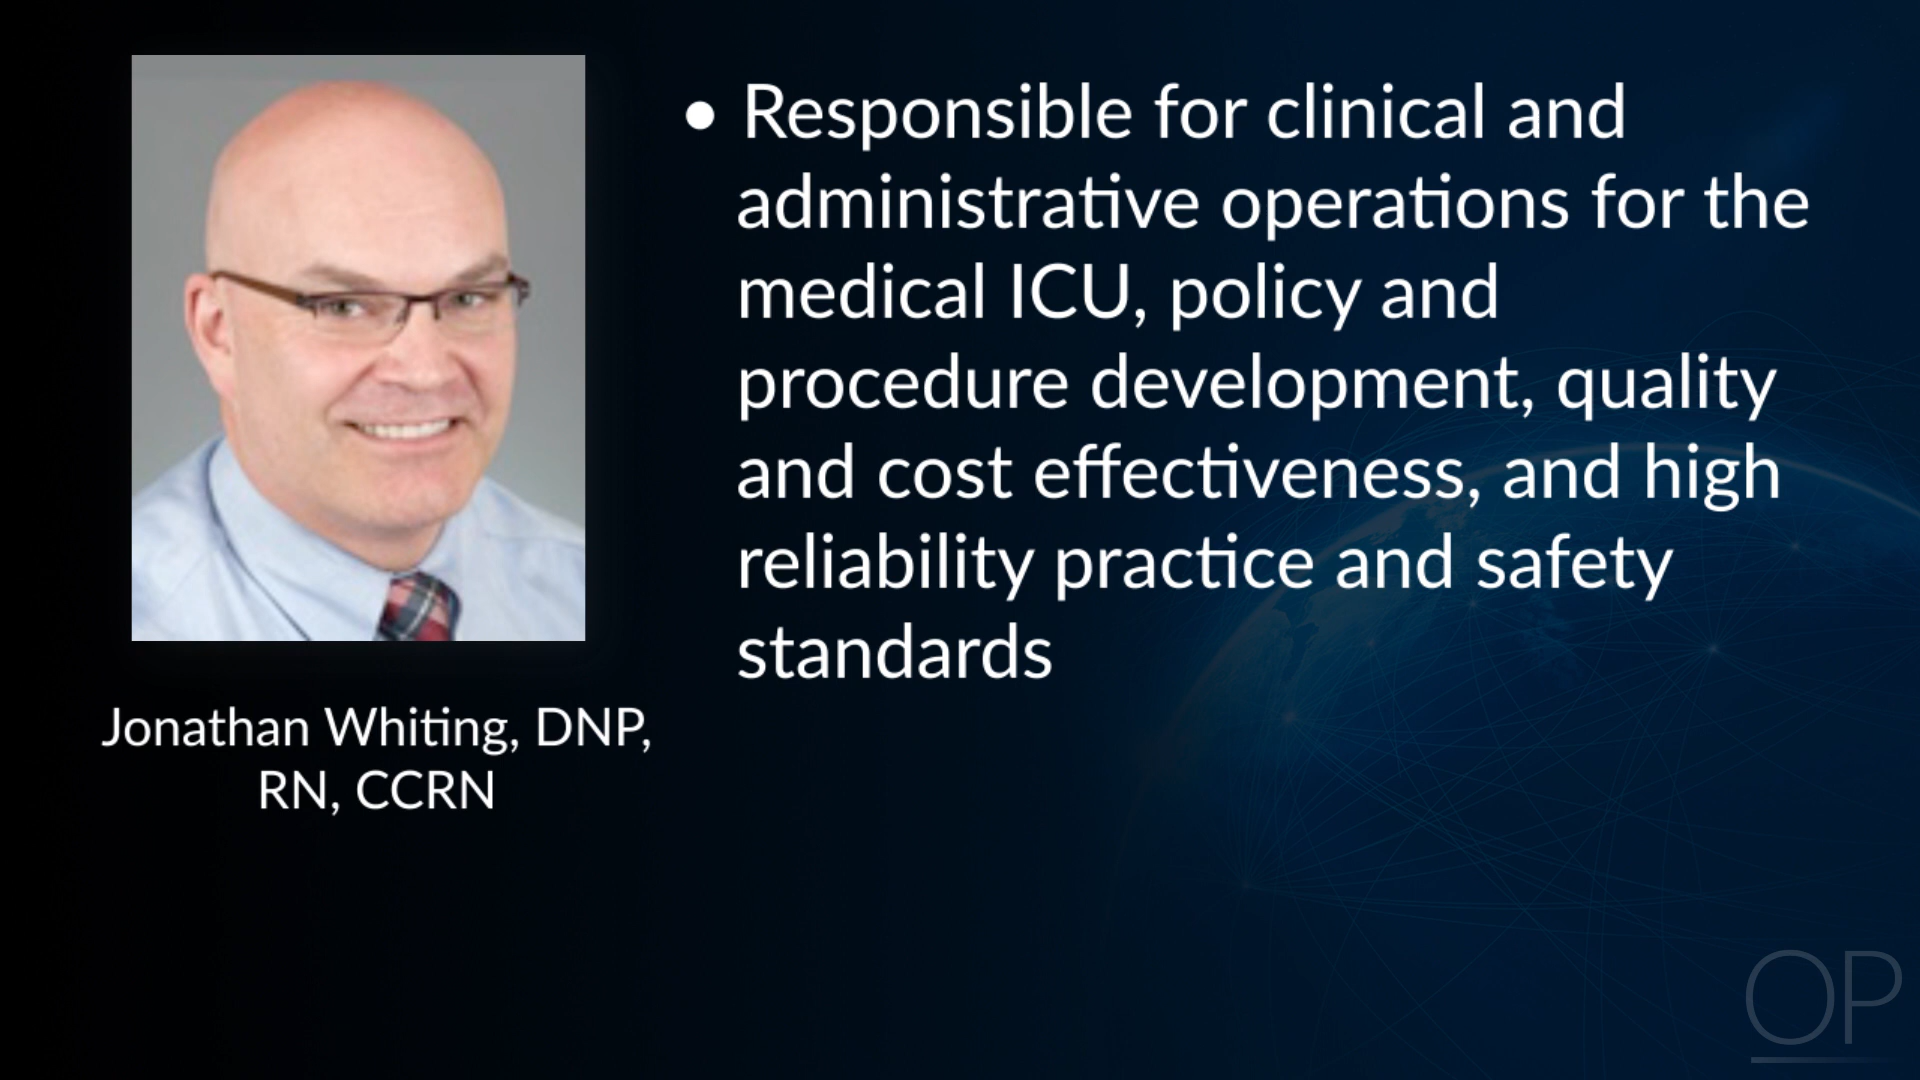 • Responsible for clinical and
administrative operations for the
medical ICU, policy and
procedure development, quality
and cost effectiveness, and high
reliability practice and safety
standards
Jonathan Whiting, DNP,
RN, CCRN
OP